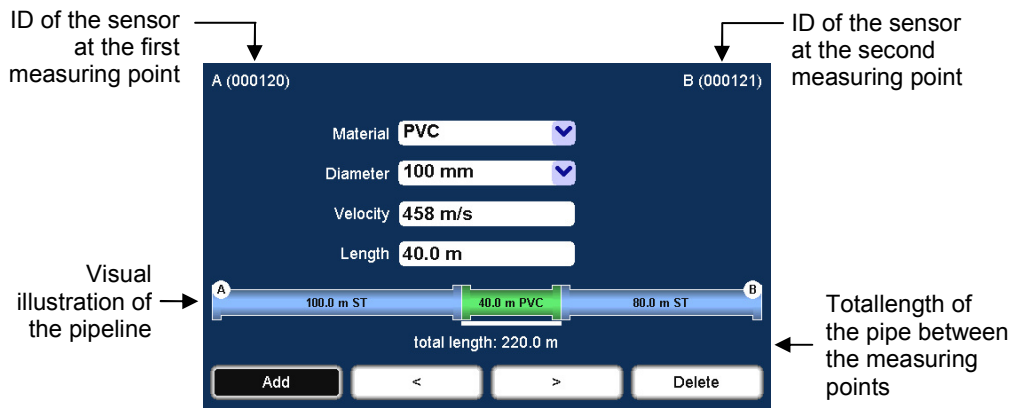 ID of the sensor
at the first
measuring point
ID of the sensor
at the second
measuring point
A (000120)
B (000121)
Material PVC
Diameter 100 mm
Velocity 458 m/s
Length 40.0 m
Visual
illustration of
the pipeline
A
100.0 m ST
40.0 m PVC
80.0 m ST
B
total length: 220.0 m
Totallength of
the pipe between
the measuring
points
Add
<
>
Delete